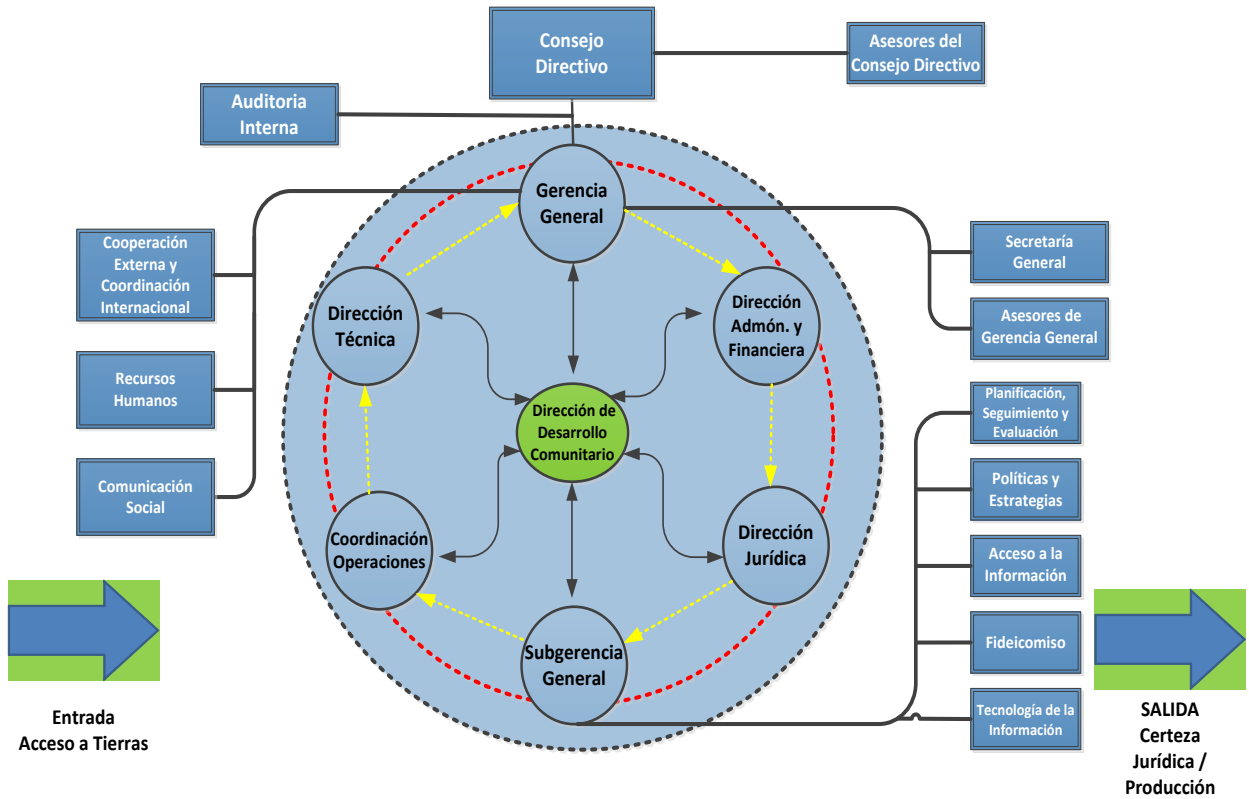 Consejo
Directivo
Asesores del
Consejo Directivo
Auditoria
Interna
Gerencia
General
Cooperación
Externa y
Coordinación
Internacional
Secretaría
General
Dirección
Técnica
Dirección
Admón. y
Financiera
Asesores de
Gerencia General
Recursos
Humanos
Dirección de
Desarrollo
Comunitario
Planificación,
Seguimiento y
Evaluación
Comunicación
Social
Políticas y
Estrategias
Coordinación
Operaciones
Dirección
Jurídica
Acceso a la
Información
Subgerencia
General
Fideicomiso
Tecnología de la
Información
Entrada
Acceso a Tierras
SALIDA
Certeza
Jurídica /
Producción